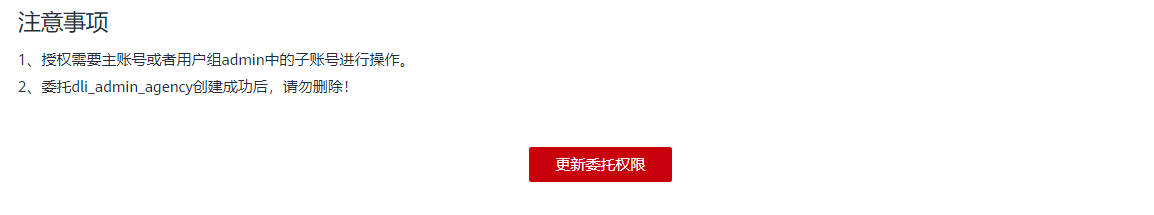 注意事项
1、授权需要主账号或者用户组admin中的子账号进行操作。
2、委托dli_admin_agency创建成功后，请勿删除！
更新委托权限